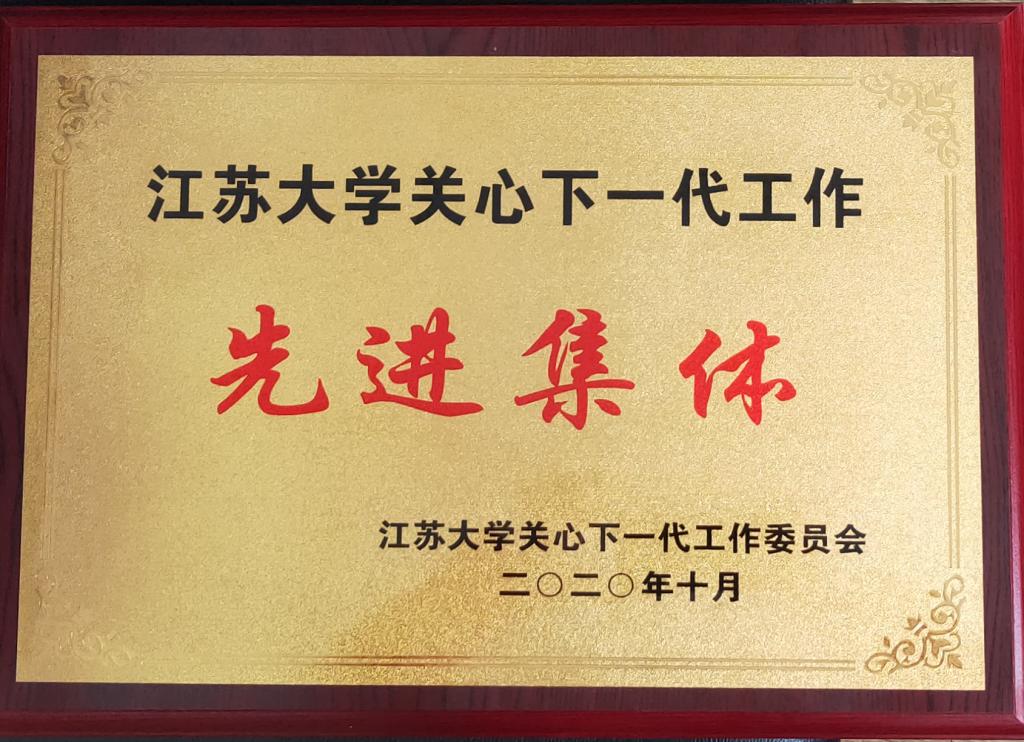 江苏大学关心下一代工作
先进集体
江苏大学关心下一代工作委员会
二〇二〇年十月